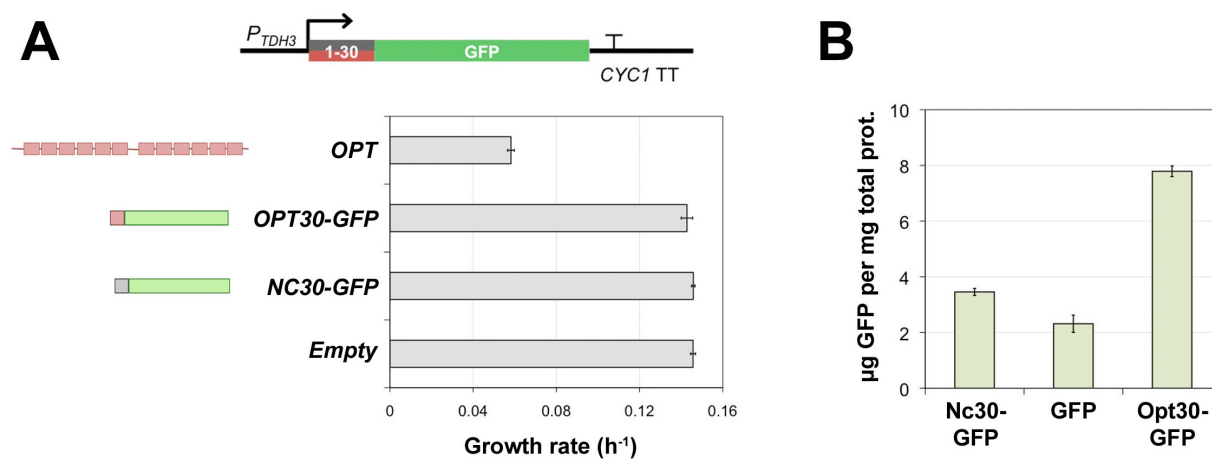 A
P_TDH3
1-30
GFP
CYC1 TT
OPT
OPT30-GFP
NC30-GFP
Empty
0
0.04
0.08
0.12
0.16
Growth rate (h⁻¹)
B
µg GFP per mg total prot.
10
8
6
4
2
0
Nc30-
GFP
GFP
Opt30-
GFP